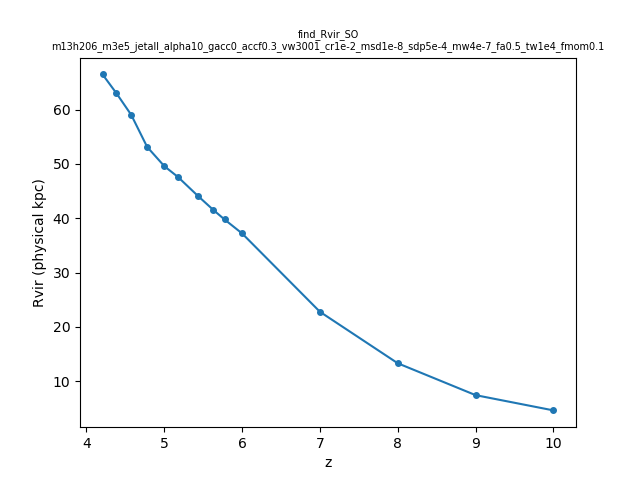 find_Rvir_SO
m13h206_m3e5_jetall_alpha10_gacc0_accf0.3_vw3001_cr1e-2_msd1e-8_sdp5e-4_mw4e-7_fa0.5_tw1e4_fmom0.1
60
50
40
30
20
10
Rvir (physical kpc)
4 5 6 7 8 9 10
z